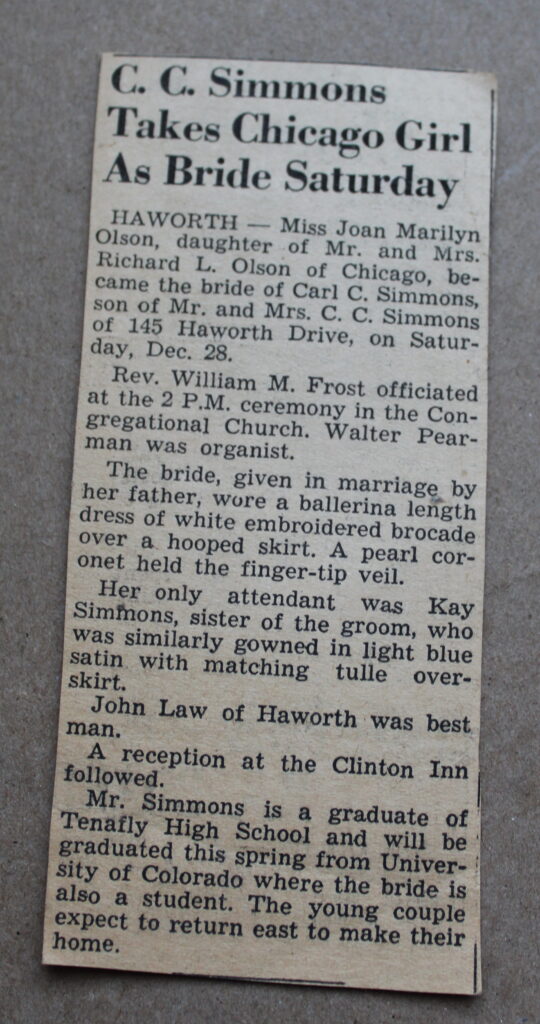 C. C. Simmons
Takes Chicago Girl
As Bride Saturday
HAWORTH — Miss Joan Marilyn
Olson, daughter of Mr. and Mrs.
Richard L. Olson of Chicago, be-
came the bride of Carl C. Simmons,
son of Mr. and Mrs. C. C. Simmons
of 145 Haworth Drive, on Satur-
day, Dec. 28.
Rev. William M. Frost officiated
at the 2 P.M. ceremony in the Con-
gregational Church. Walter Pear-
man was organist.
The bride, given in marriage by
her father, wore a ballerina length
dress of white embroidered brocade
over a hooped skirt. A pearl cor-
onet held the finger-tip veil.
Her only attendant was Kay
Simmons, sister of the groom, who
was similarly gowned in light blue
satin with matching tulle over-
skirt.
John Law of Haworth was best
man.
A reception at the Clinton Inn
followed.
Mr. Simmons is a graduate of
Tenafly High School and will be
graduated this spring from Univer-
sity of Colorado where the bride is
also a student. The young couple
expect to return east to make their
home.